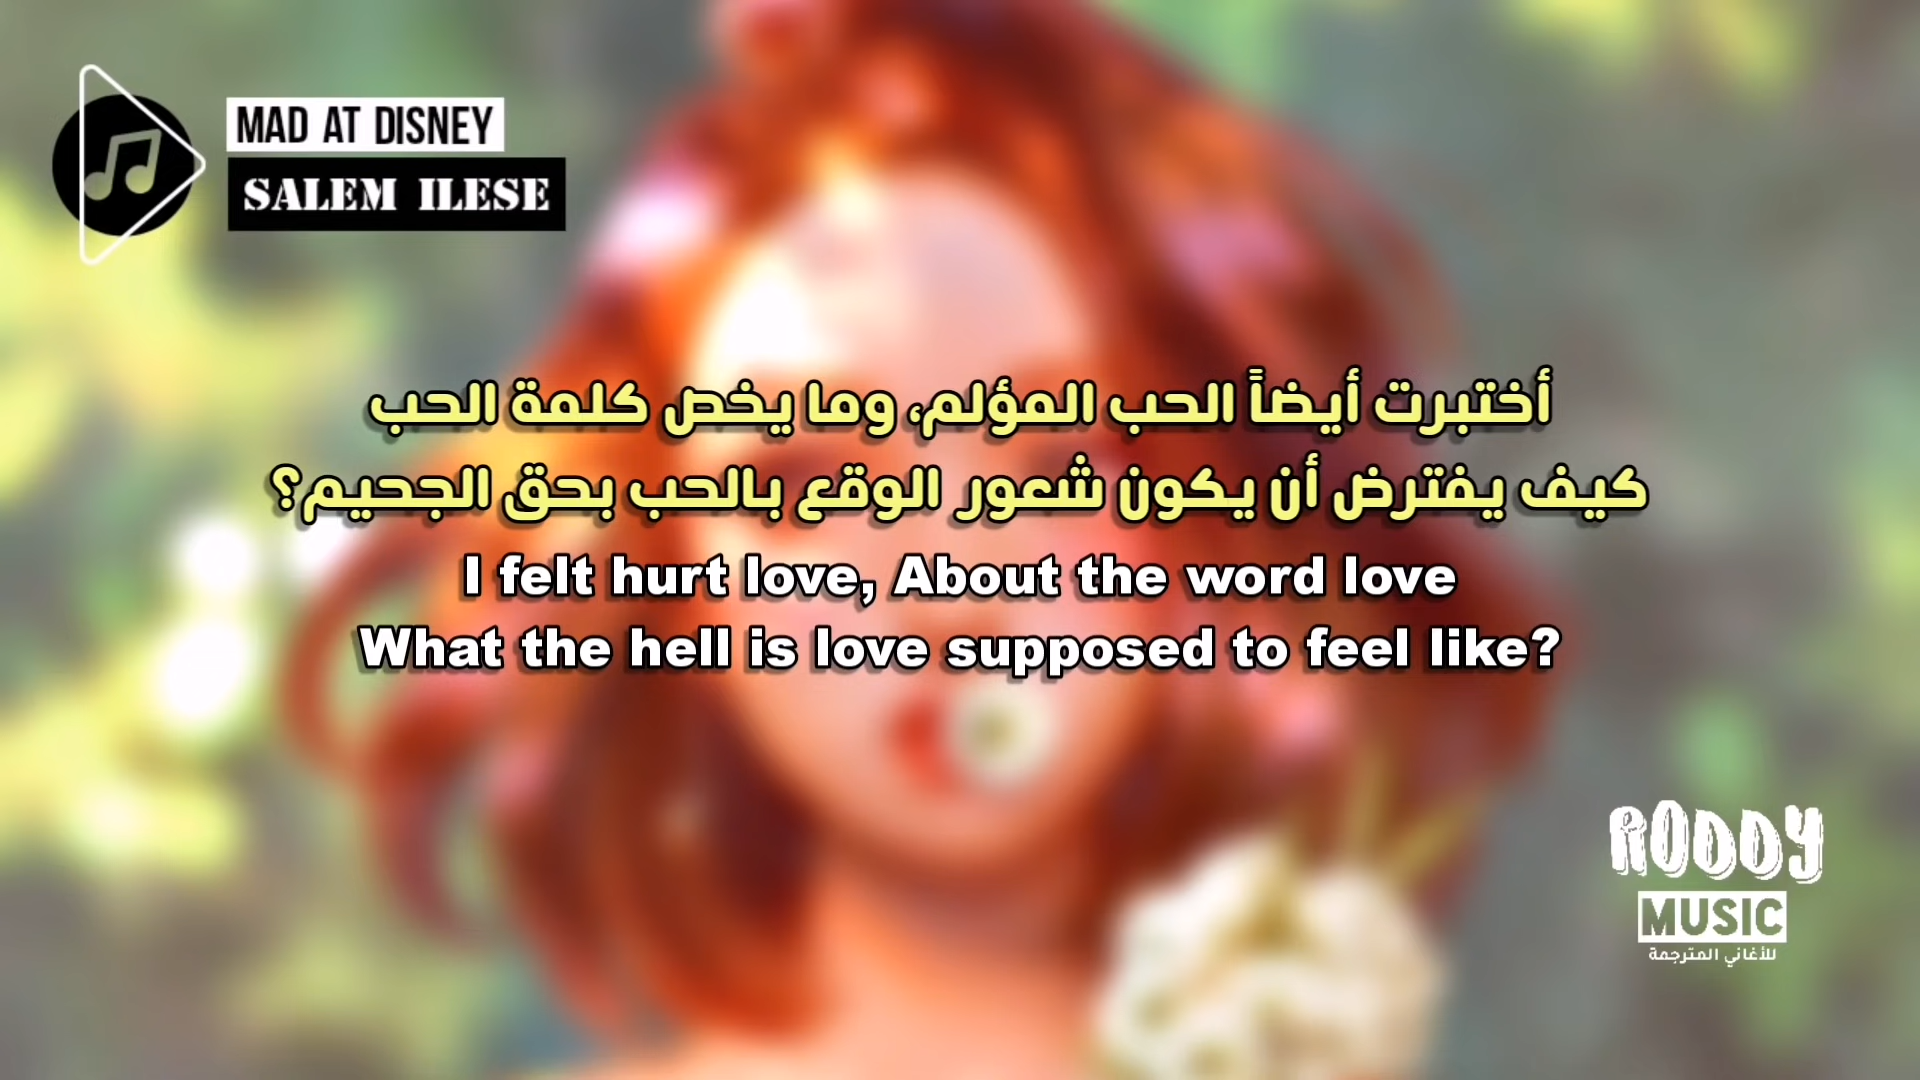 MAD AT DISNEY
SALEM ILESE
أختبرت أيضاً الحب المؤلم، وما يخص كلمة الحب
كيف يفترض أن يكون شعور الوقع بالحب بحق الجحيم؟
I felt hurt love, About the word love
What the hell is love supposed to feel like?
RODDY
MUSIC
للأغاني المترجمة